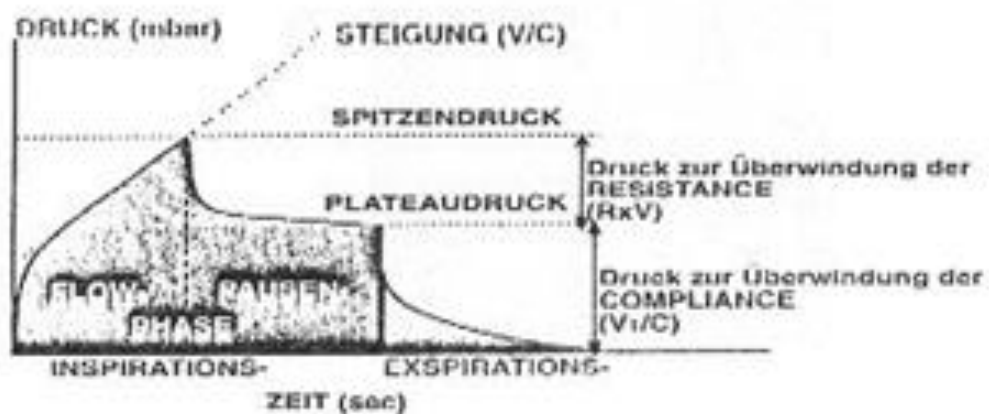 DRUCK (mbar)
STEIGUNG (V/C)
SPITZENDRUCK
Druck zur Überwindung der
RESISTANCE
(RxV)
PLATEAUDRUCK
FLOW-
PAUSEN-
PHASE
Druck zur Überwindung der
COMPLIANCE
(VT/C)
INSPIRATIONS-
EXSPIRATIONS-
ZEIT (sec)